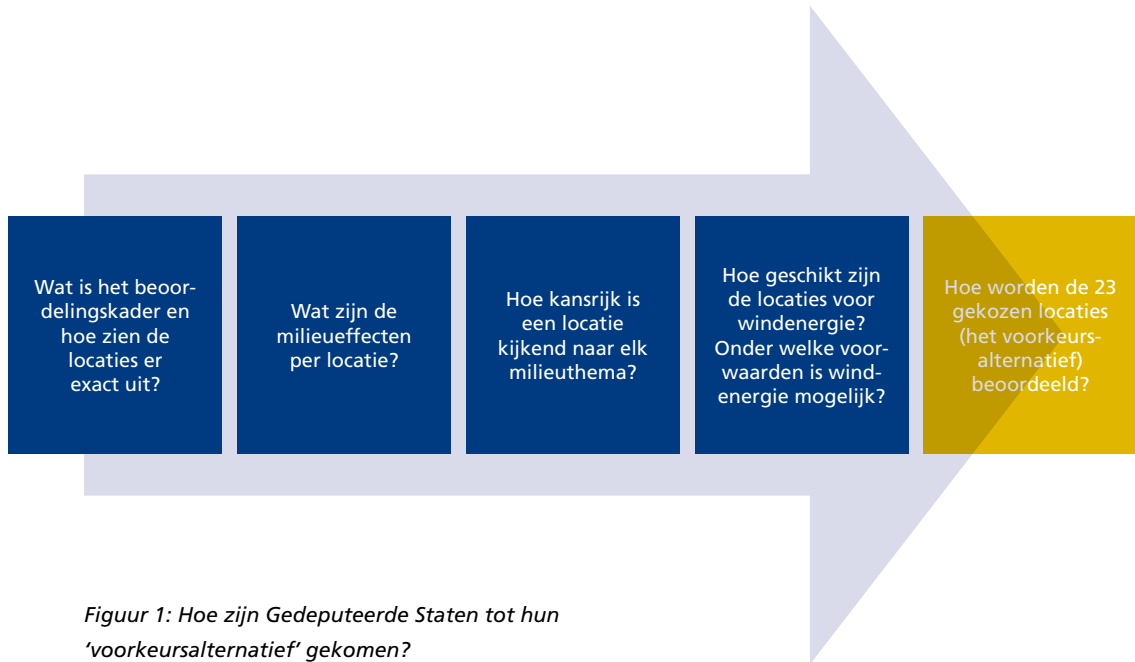 Wat is het beoor-
delingskader en
hoe zien de
locaties er
exact uit?
Wat zijn de
milieueffecten
per locatie?
Hoe kansrijk is
een locatie
kijkend naar elk
milieuthema?
Hoe geschikt zijn
de locaties voor
windenergie?
Onder welke voor-
waarden is wind-
energie mogelijk?
Hoe worden de 23
gekozen locaties
(het voorkeurs-
alternatief)
beoordeeld?
Figuur 1: Hoe zijn Gedeputeerde Staten tot hun
‘voorkeursalternatief’ gekomen?